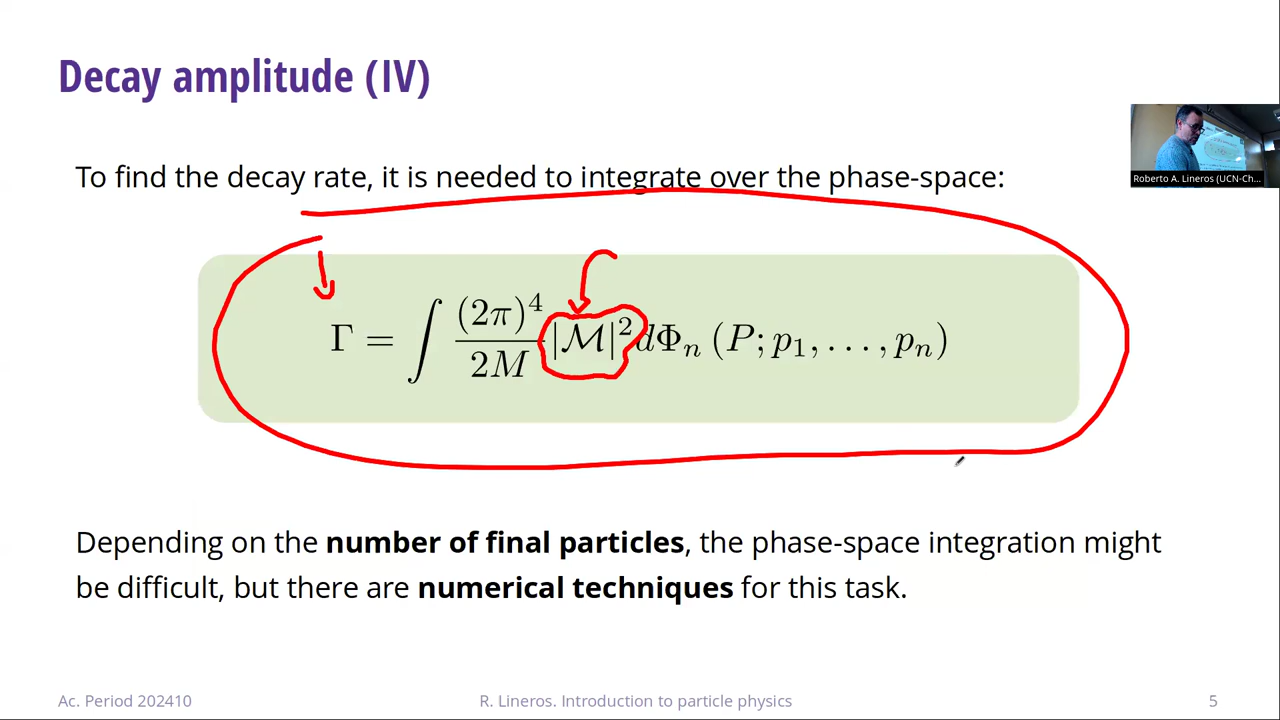 Decay amplitude (IV)
To find the decay rate, it is needed to integrate over the phase-space:
Roberto A. Lineros (UCN-Ch...
Γ = ∫ (2π)⁴/2M |ℳ|² dΦₙ (P; p₁, . . . , pₙ)
Depending on the number of final particles, the phase-space integration might
be difficult, but there are numerical techniques for this task.
Ac. Period 202410
R. Lineros. Introduction to particle physics
5